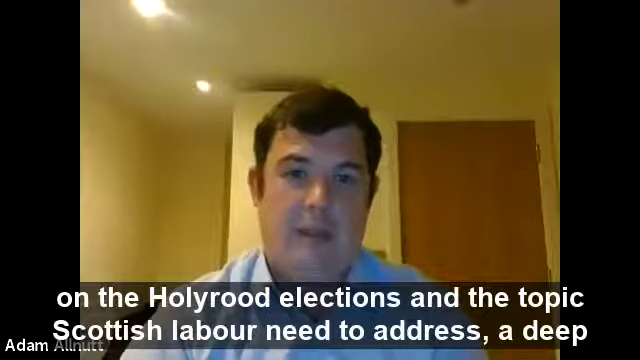 on the Holyrood elections and the topic
Scottish labour need to address, a deep
Adam Allnutt